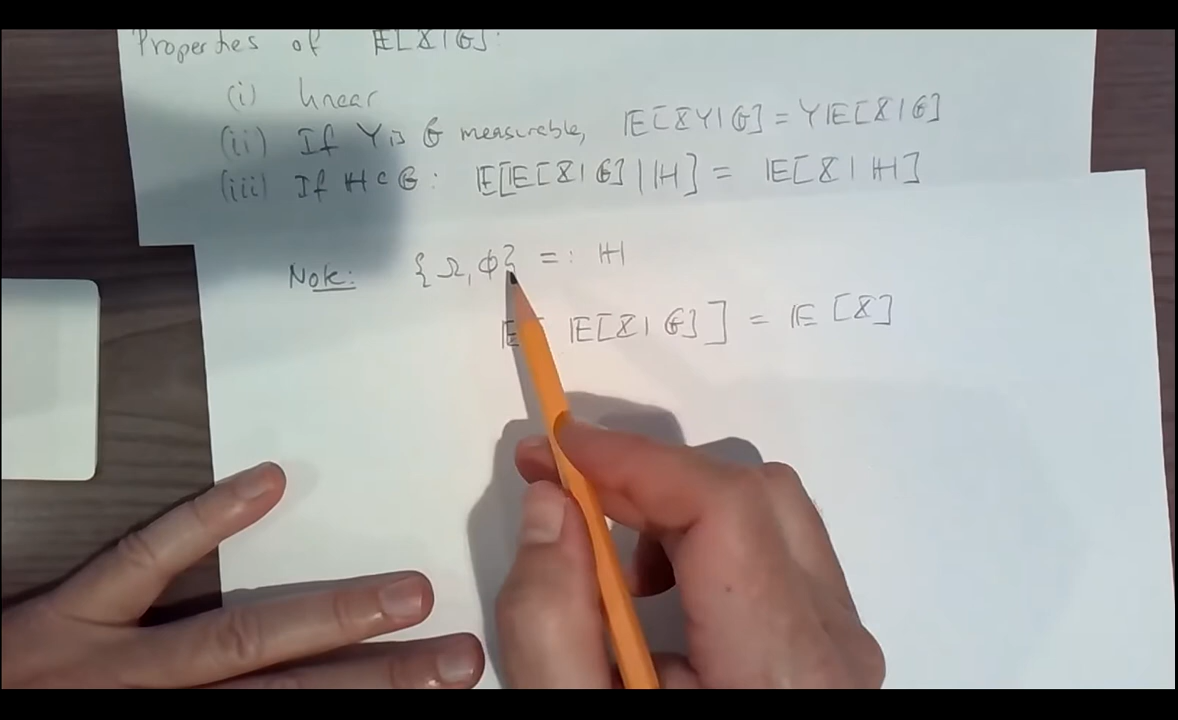 Properties of 𝔼[X|𝔾]:
(i) linear
(ii) If Y is 𝔾 measurable, 𝔼[XY|𝔾] = Y𝔼[X|𝔾]
(iii) If ℍ⊂𝔾: 𝔼[𝔼[X|𝔾]|ℍ] = 𝔼[X|ℍ]
Note: {Ω,ϕ} =: ℍ
𝔼[ 𝔼[X|𝔾]] = 𝔼[X]